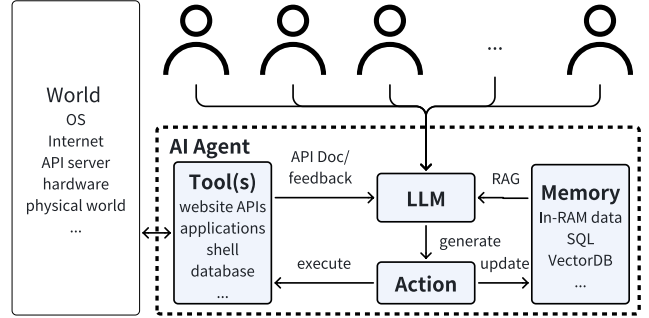 World
OS
Internet
API server
hardware
physical world
...
...
AI Agent
Tool(s)
website APIs
applications
shell
database
...
API Doc/
feedback
LLM
RAG
Memory
In-RAM data
SQL
VectorDB
...
generate
execute
Action
update